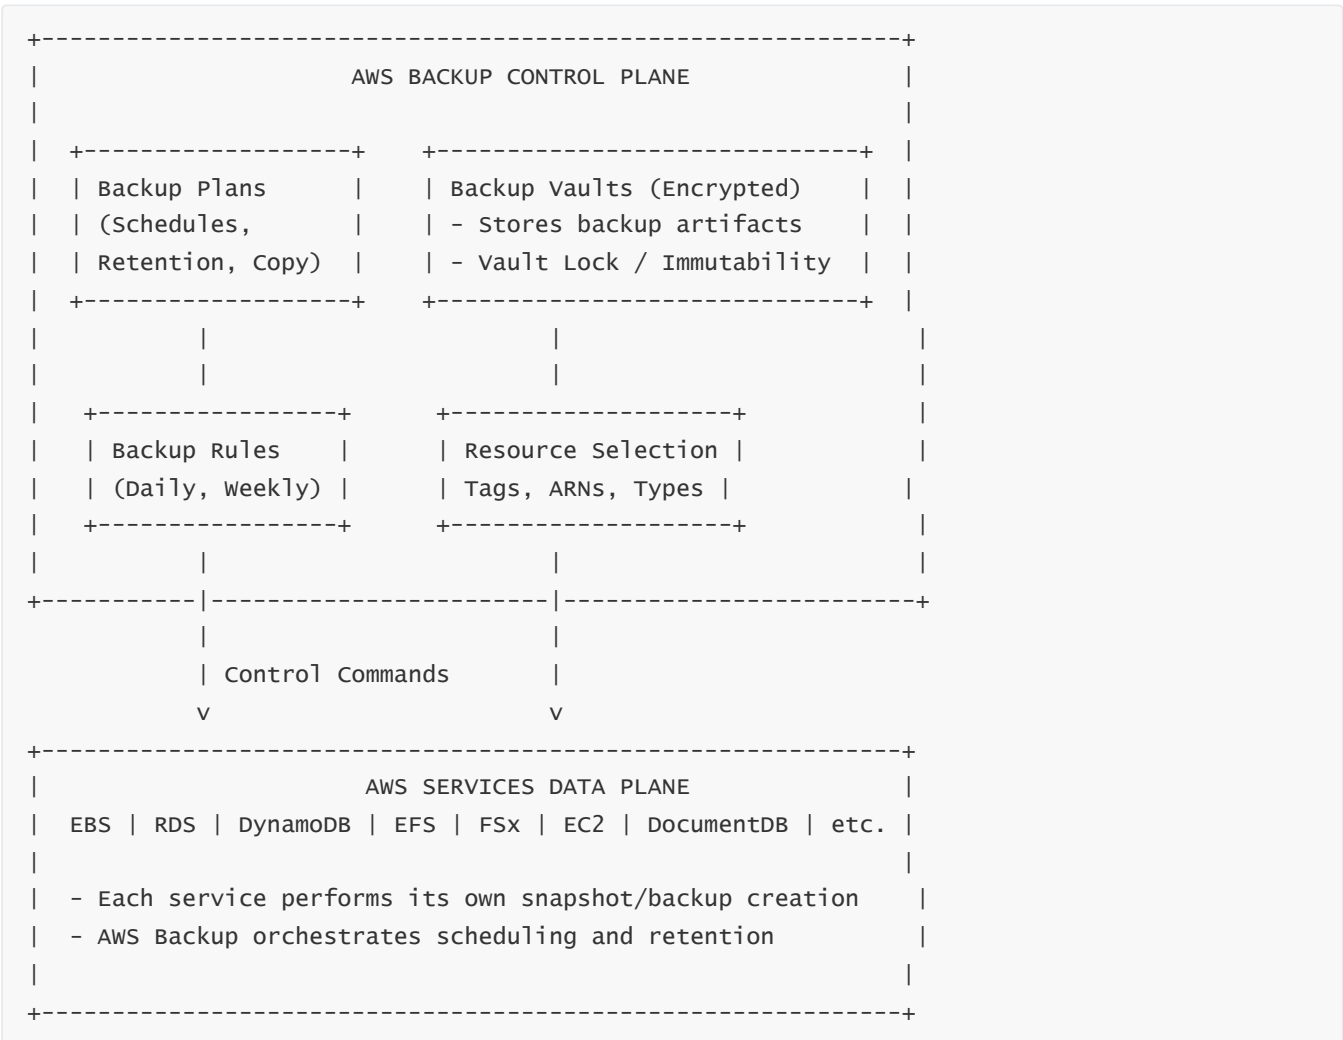 +-------------------------------------------------------------+
|                      AWS BACKUP CONTROL PLANE               |
|                                                             |
|  +-------------------+    +------------------------------+  |
|  | Backup Plans      |    | Backup Vaults (Encrypted)    |  |
|  | (Schedules,       |    | - Stores backup artifacts    |  |
|  | Retention, Copy)  |    | - Vault Lock / Immutability  |  |
|  +-------------------+    +------------------------------+  |
|           |                        |                         |
|           |                        |                         |
|   +-----------------+      +--------------------+            |
|   | Backup Rules    |      | Resource Selection |            |
|   | (Daily, Weekly) |      | Tags, ARNs, Types |            |
|   +-----------------+      +--------------------+            |
|           |                        |                         |
+-----------|------------------------|-------------------------+
            |                        |
            | Control Commands       |
            v                        v
+-------------------------------------------------------------+
|                       AWS SERVICES DATA PLANE               |
|  EBS | RDS | DynamoDB | EFS | FSx | EC2 | DocumentDB | etc. |
|                                                             |
|  - Each service performs its own snapshot/backup creation    |
|  - AWS Backup orchestrates scheduling and retention          |
|                                                             |
+-------------------------------------------------------------+